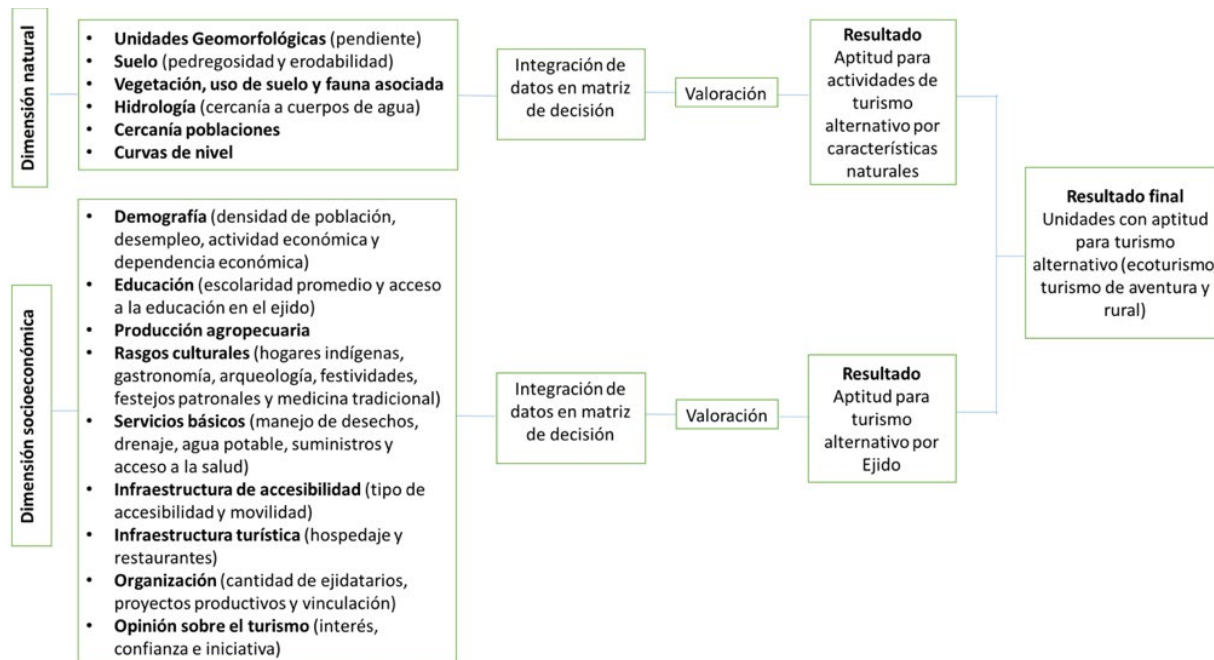 Dimensión natural
• Unidades Geomorfológicas (pendiente)
• Suelo (pedregosidad y erodabilidad)
• Vegetación, uso de suelo y fauna asociada
• Hidrología (cercanía a cuerpos de agua)
• Cercanía poblaciones
• Curvas de nivel
Integración de
datos en matriz
de decisión
Valoración
Resultado
Aptitud para
actividades de
turismo
alternativo por
características
naturales
Dimensión socioeconómica
• Demografía (densidad de población,
desempleo, actividad económica y
dependencia económica)
• Educación (escolaridad promedio y acceso
a la educación en el ejido)
• Producción agropecuaria
• Rasgos culturales (hogares indígenas,
gastronomía, arqueología, festividades,
festejos patronales y medicina tradicional)
• Servicios básicos (manejo de desechos,
drenaje, agua potable, suministros y
acceso a la salud)
• Infraestructura de accesibilidad (tipo de
accesibilidad y movilidad)
• Infraestructura turística (hospedaje y
restaurantes)
• Organización (cantidad de ejidatarios,
proyectos productivos y vinculación)
• Opinión sobre el turismo (interés,
confianza e iniciativa)
Integración de
datos en matriz
de decisión
Valoración
Resultado
Aptitud para
turismo
alternativo por
Ejido
Resultado final
Unidades con aptitud
para turismo
alternativo (ecoturismo
turismo de aventura y
rural)